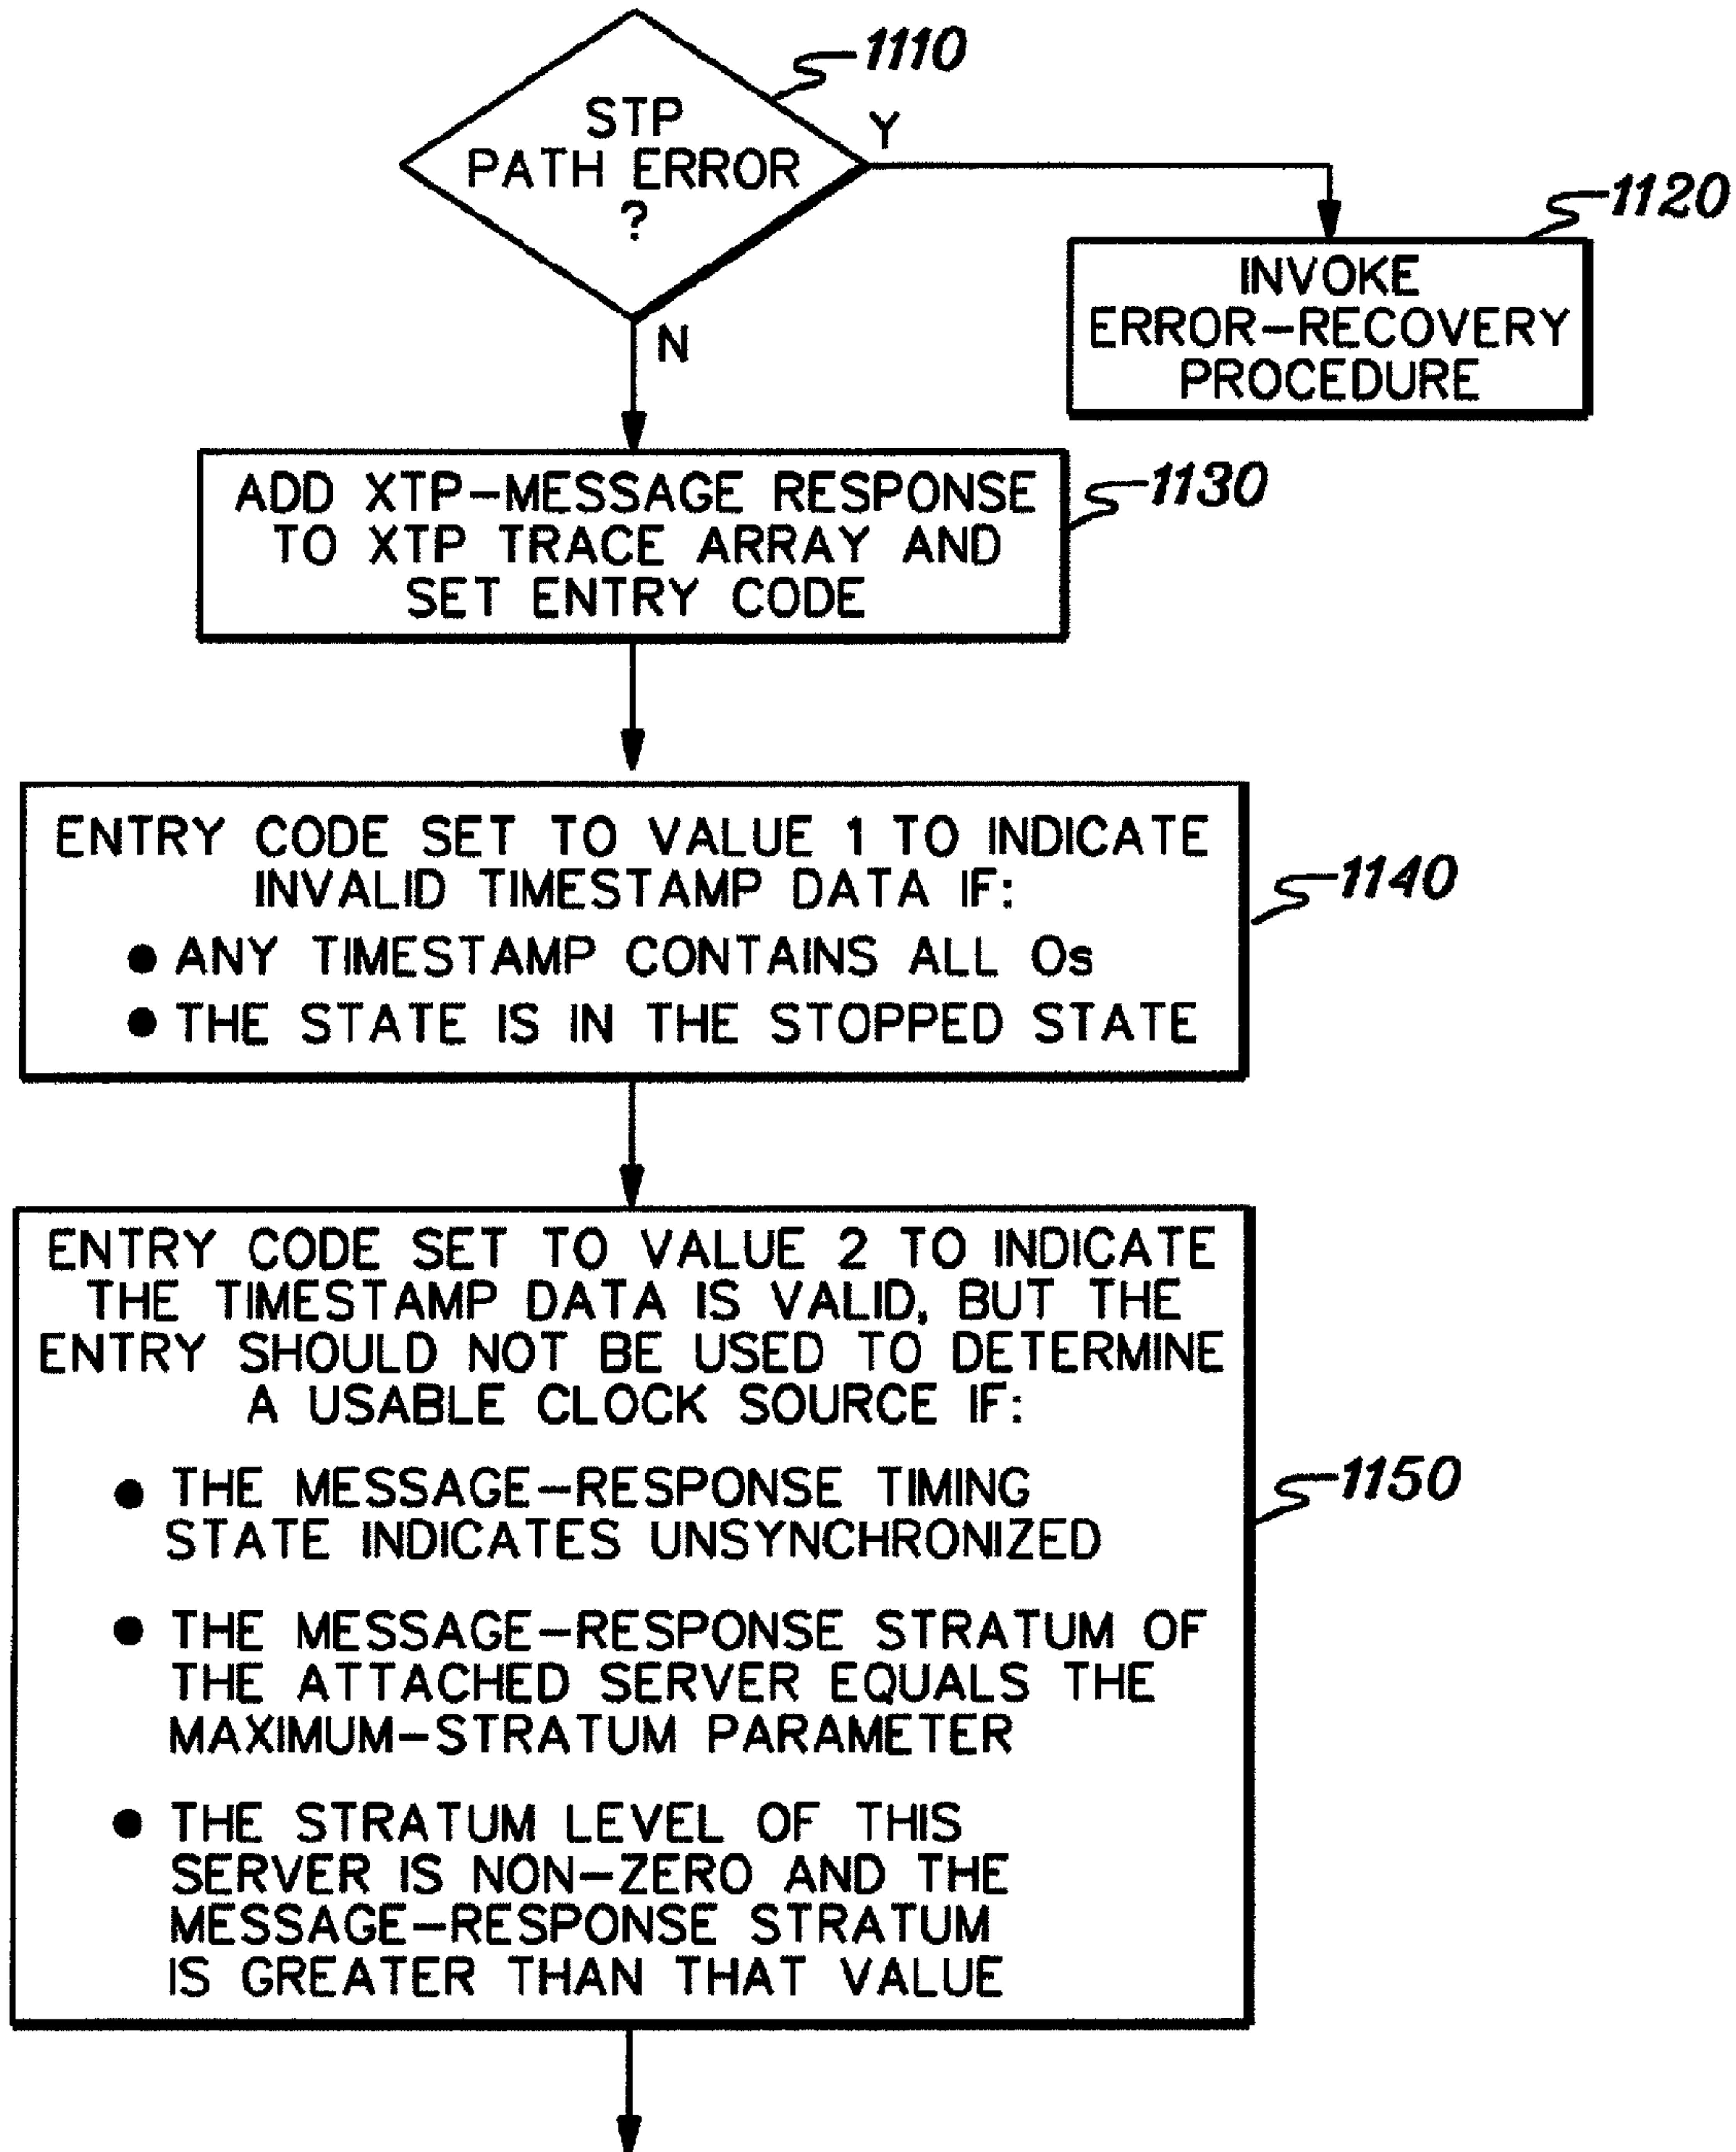 1110
STP
PATH ERROR
?
Y
N
1120
INVOKE
ERROR-RECOVERY
PROCEDURE
ADD XTP-MESSAGE RESPONSE
TO XTP TRACE ARRAY AND
SET ENTRY CODE
1130
ENTRY CODE SET TO VALUE 1 TO INDICATE
INVALID TIMESTAMP DATA IF:
● ANY TIMESTAMP CONTAINS ALL 0s
● THE STATE IS IN THE STOPPED STATE
1140
ENTRY CODE SET TO VALUE 2 TO INDICATE
THE TIMESTAMP DATA IS VALID, BUT THE
ENTRY SHOULD NOT BE USED TO DETERMINE
A USABLE CLOCK SOURCE IF:
● THE MESSAGE-RESPONSE TIMING
STATE INDICATES UNSYNCHRONIZED
● THE MESSAGE-RESPONSE STRATUM OF
THE ATTACHED SERVER EQUALS THE
MAXIMUM-STRATUM PARAMETER
● THE STRATUM LEVEL OF THIS
SERVER IS NON-ZERO AND THE
MESSAGE-RESPONSE STRATUM
IS GREATER THAN THAT VALUE
1150